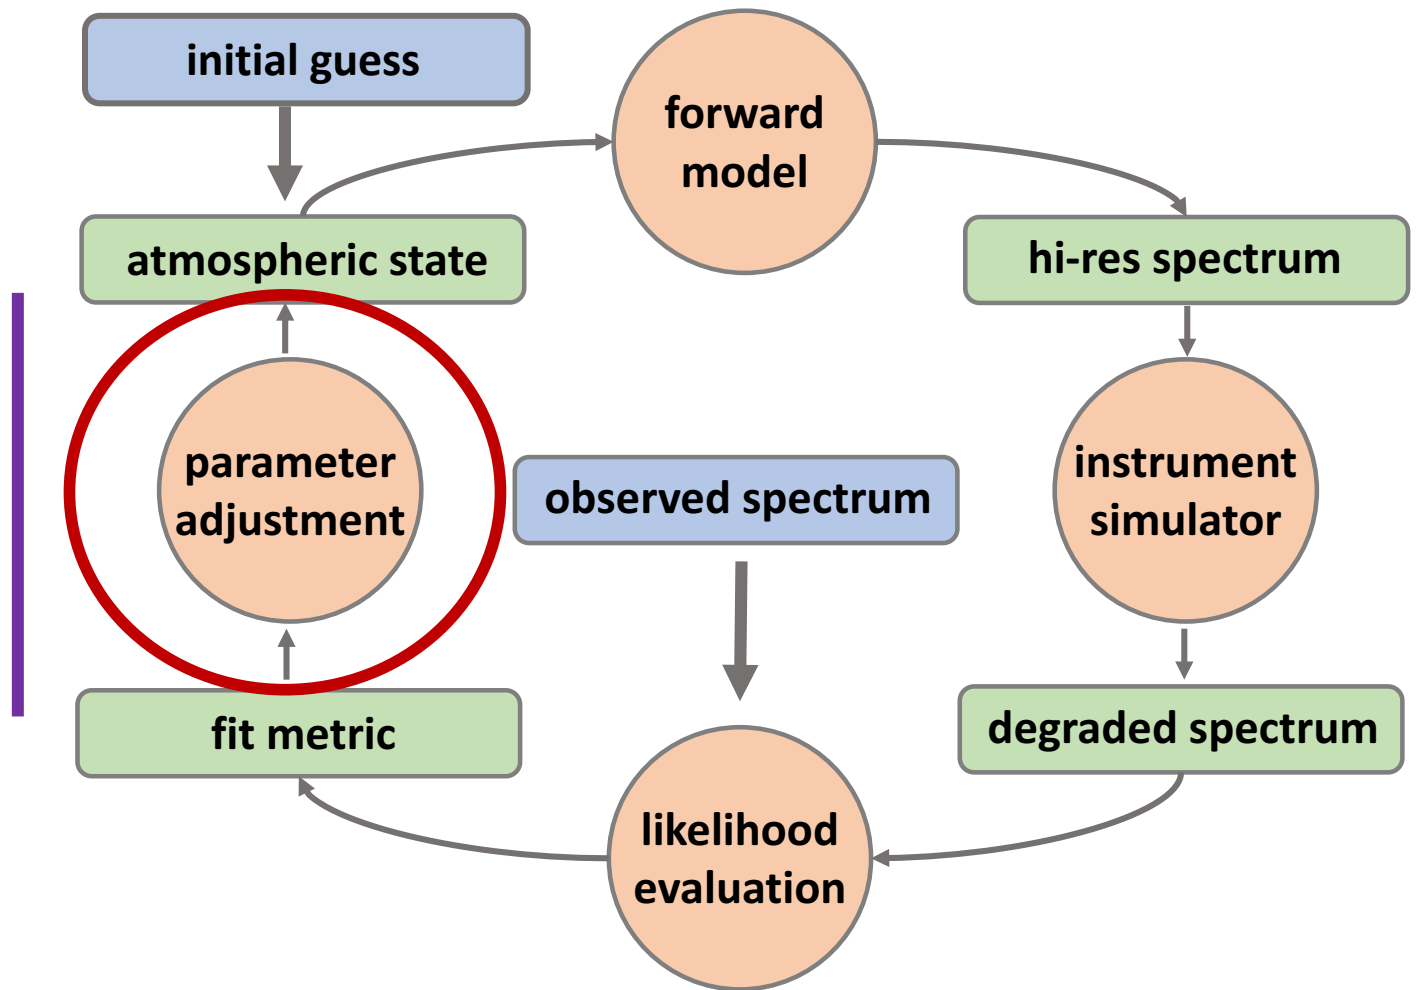 initial guess
forward
model
atmospheric state
hi-res spectrum
parameter
adjustment
observed spectrum
instrument
simulator
fit metric
degraded spectrum
likelihood
evaluation